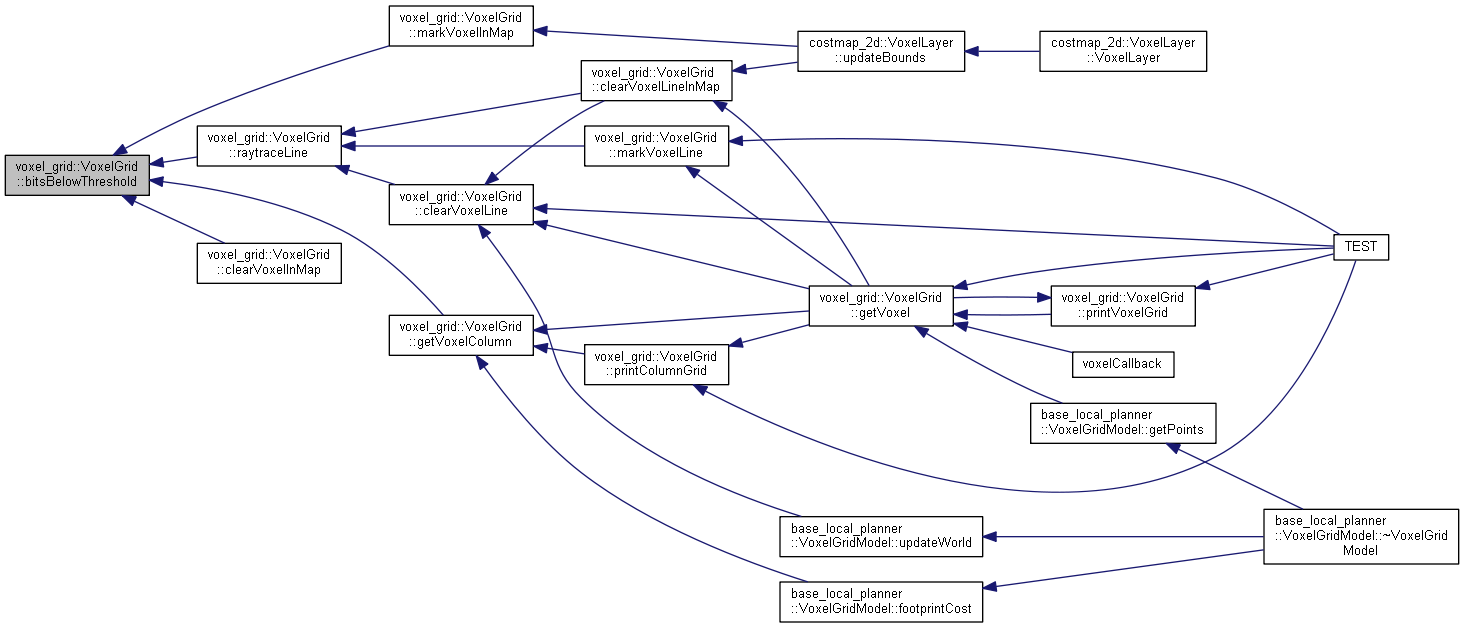 voxel_grid::VoxelGrid
::markVoxelInMap
costmap_2d::VoxelLayer
::updateBounds
costmap_2d::VoxelLayer
::VoxelLayer
voxel_grid::VoxelGrid
::clearVoxelLineInMap
voxel_grid::VoxelGrid
::raytraceLine
voxel_grid::VoxelGrid
::markVoxelLine
voxel_grid::VoxelGrid
::bitsBelowThreshold
voxel_grid::VoxelGrid
::clearVoxelLine
TEST
voxel_grid::VoxelGrid
::clearVoxelInMap
voxel_grid::VoxelGrid
::getVoxel
voxel_grid::VoxelGrid
::printVoxelGrid
voxel_grid::VoxelGrid
::getVoxelColumn
voxel_grid::VoxelGrid
::printColumnGrid
voxelCallback
base_local_planner
::VoxelGridModel::getPoints
base_local_planner
::VoxelGridModel::updateWorld
base_local_planner
::VoxelGridModel::~VoxelGrid
Model
base_local_planner
::VoxelGridModel::footprintCost